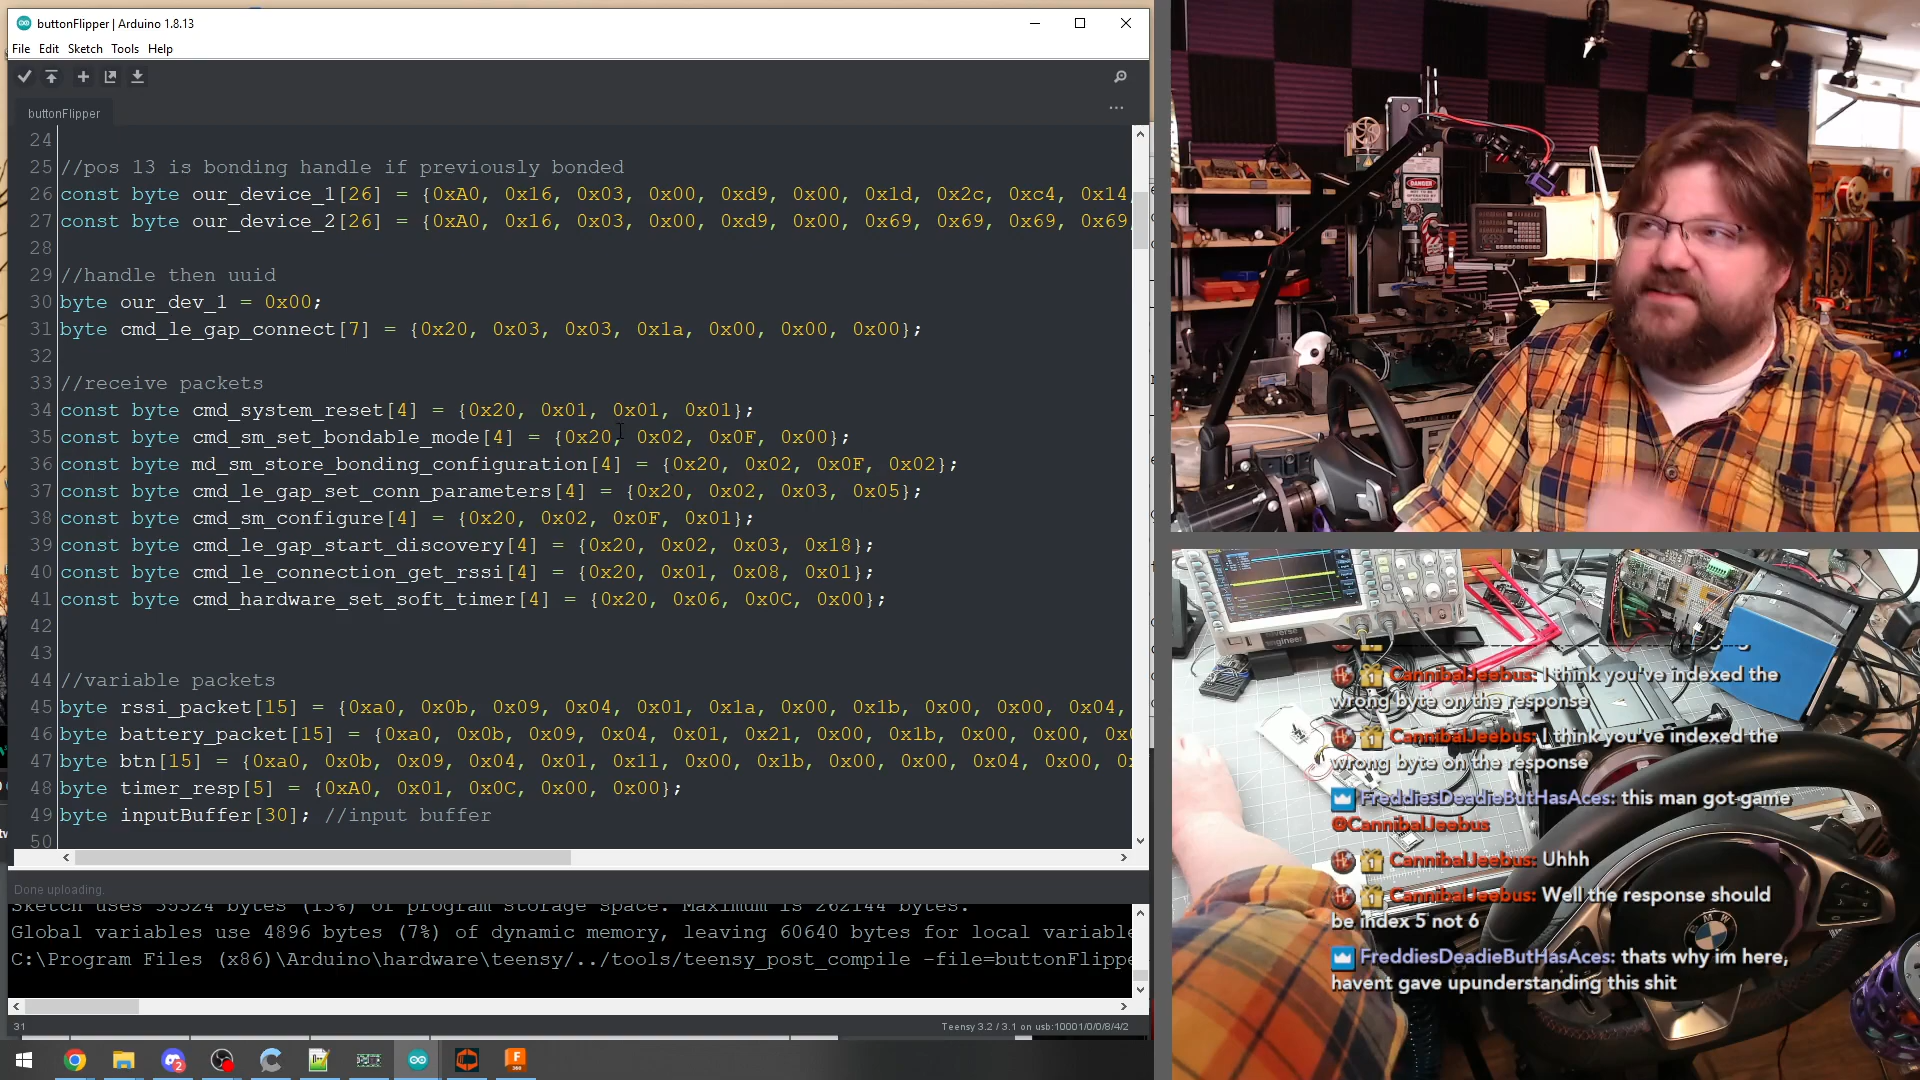 buttonFlipper | Arduino 1.8.13
File Edit Sketch Tools Help
buttonFlipper
24
25 //pos 13 is bonding handle if previously bonded
26 const byte our_device_1[26] = {0xA0, 0x16, 0x03, 0x00, 0xd9, 0x00, 0x1d, 0x2c, 0xc4, 0x14,
27 const byte our_device_2[26] = {0xA0, 0x16, 0x03, 0x00, 0xd9, 0x00, 0x69, 0x69, 0x69, 0x69,
28
29 //handle then uuid
30 byte our_dev_1 = 0x00;
31 byte cmd_le_gap_connect[7] = {0x20, 0x03, 0x03, 0x1a, 0x00, 0x00, 0x00};
32
33 //receive packets
34 const byte cmd_system_reset[4] = {0x20, 0x01, 0x01, 0x01};
35 const byte cmd_sm_set_bondable_mode[4] = {0x20, 0x02, 0x0F, 0x00};
36 const byte md_sm_store_bonding_configuration[4] = {0x20, 0x02, 0x0F, 0x02};
37 const byte cmd_le_gap_set_conn_parameters[4] = {0x20, 0x02, 0x03, 0x05};
38 const byte cmd_sm_configure[4] = {0x20, 0x02, 0x0F, 0x01};
39 const byte cmd_le_gap_start_discovery[4] = {0x20, 0x02, 0x03, 0x18};
40 const byte cmd_le_connection_get_rssi[4] = {0x20, 0x01, 0x08, 0x01};
41 const byte cmd_hardware_set_soft_timer[4] = {0x20, 0x06, 0x0C, 0x00};
42
43
44 //variable packets
45 byte rssi_packet[15] = {0xa0, 0x0b, 0x09, 0x04, 0x01, 0x1a, 0x00, 0x1b, 0x00, 0x00, 0x04,
46 byte battery_packet[15] = {0xa0, 0x0b, 0x09, 0x04, 0x01, 0x21, 0x00, 0x1b, 0x00, 0x00,
47 byte btn[15] = {0xa0, 0x0b, 0x09, 0x04, 0x01, 0x11, 0x00, 0x1b, 0x00, 0x00, 0x04, 0x00,
48 byte timer_resp[5] = {0xA0, 0x01, 0x0C, 0x00, 0x00};
49 byte inputBuffer[30]; //input buffer
50
Done uploading.
Sketch uses 35324 bytes (13%) of program storage space. Maximum is 262144 bytes.
Global variables use 4896 bytes (7%) of dynamic memory, leaving 60640 bytes for local variable
C:\Program Files (x86)\Arduino\hardware\teensy/../tools/teensy_post_compile -file=buttonFlippe
31
Teensy 3.2 / 3.1 on usb:10001/0/0/8/4/2
DANGER
CannibalJeebus: I think you've indexed the
wrong byte on the response
CannibalJeebus: I think you've indexed the
wrong byte on the response
FreddiesDeadieButHasAces: this man got game
@CannibalJeebus
CannibalJeebus: Uhhh
CannibalJeebus: Well the response should
be index 5 not 6
FreddiesDeadieButHasAces: thats why im here,
havent gave upunderstanding this shit
BMW